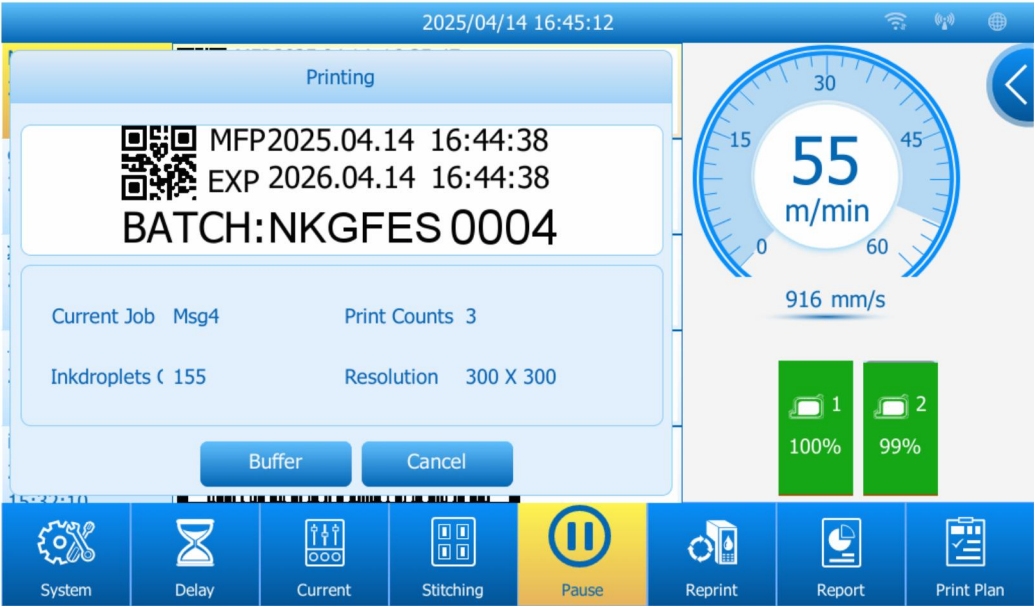 2025/04/14 16:45:12
Printing
MFP2025.04.14 16:44:38
EXP 2026.04.14 16:44:38
BATCH:NKGFES 0004
Current Job Msg4
Print Counts 3
Inkdroplets 155
Resolution 300 X 300
Buffer
Cancel
15:32:10
0
15
30
45
60
55
m/min
916 mm/s
1
100%
2
99%
System
Delay
Current
Stitching
Pause
Reprint
Report
Print Plan